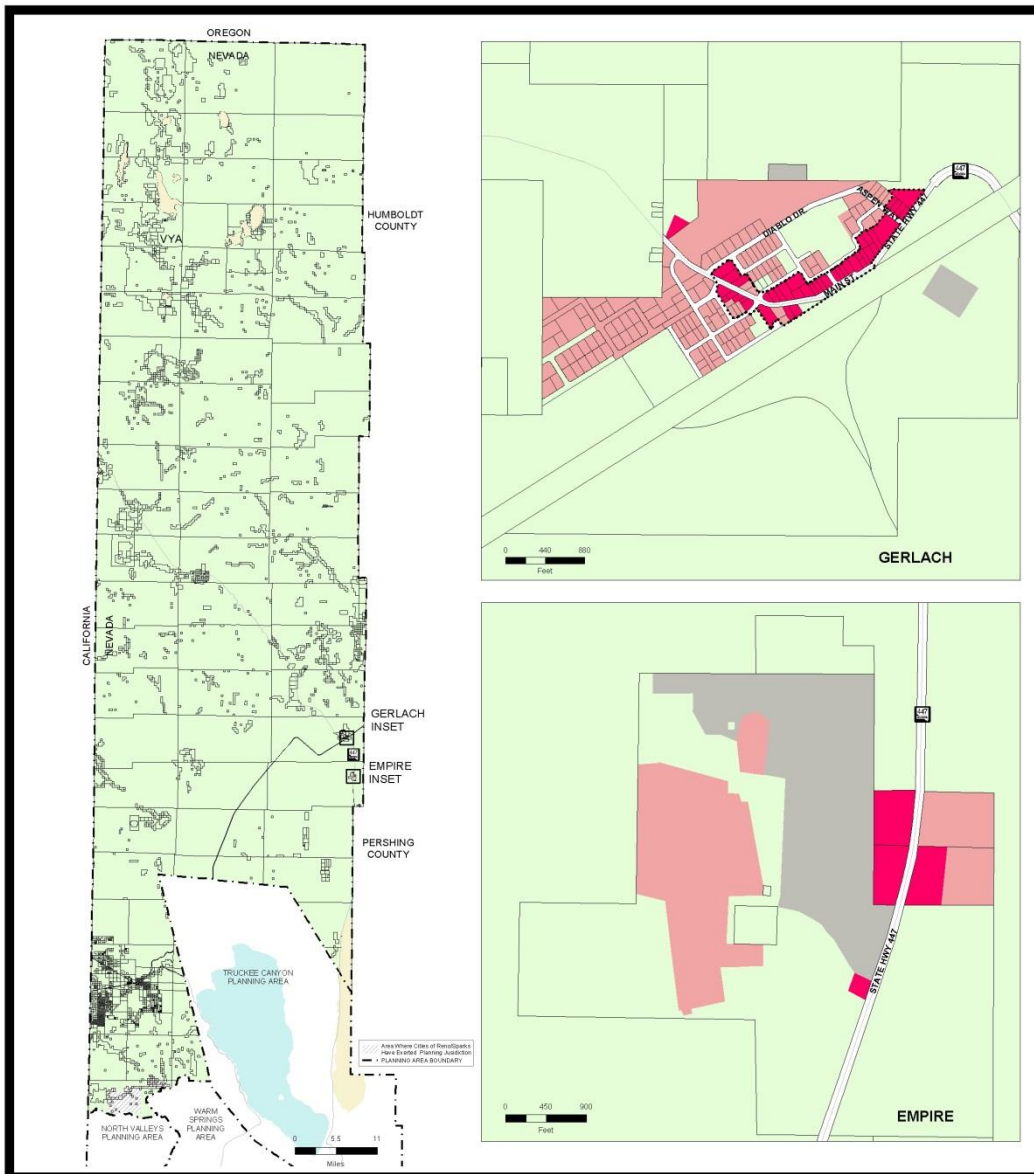 OREGON
NEVADA
HUMBOLDT
COUNTY
VYA
CALIFORNIA
NEVADA
GERLACH
INSET
447
EMPIRE
INSET
PERSHING
COUNTY
TRUCKEE CANYON
PLANNING AREA
Area Where Cities of Reno/Sparks
Have Exerted Planning Jurisdiction
PLANNING AREA BOUNDARY
WARM
SPRINGS
PLANNING
AREA
NORTH VALLEYS
PLANNING AREA
0 5.5 11
Miles
447
ASPEN WAY
DIABLO DR
STATE HWY 447
MAIN ST
0 440 880
Feet
GERLACH
447
STATE HWY 447
0 450 900
Feet
EMPIRE